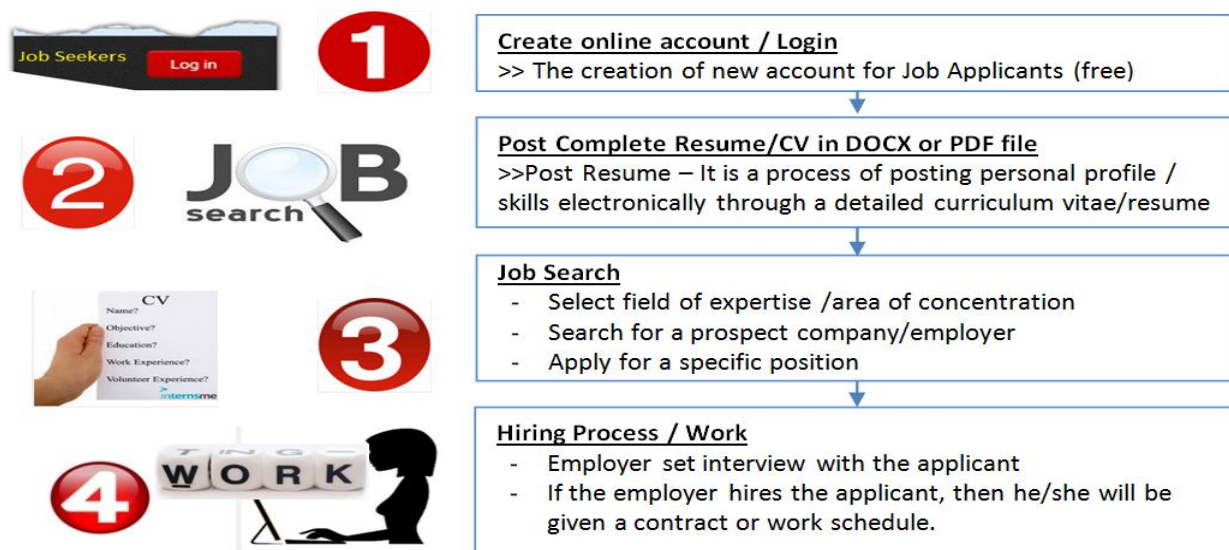 Job Seekers
Log in
1
Create online account / Login
>> The creation of new account for Job Applicants (free)
2
JOB
search
Post Complete Resume/CV in DOCX or PDF file
>>Post Resume – It is a process of posting personal profile /
skills electronically through a detailed curriculum vitae/resume
CV
Name?
Objective?
Education?
Work Experience?
Volunteer Experience?
internsme
3
Job Search
- Select field of expertise /area of concentration
- Search for a prospect company/employer
- Apply for a specific position
4
WORK
Hiring Process / Work
- Employer set interview with the applicant
- If the employer hires the applicant, then he/she will be
given a contract or work schedule.